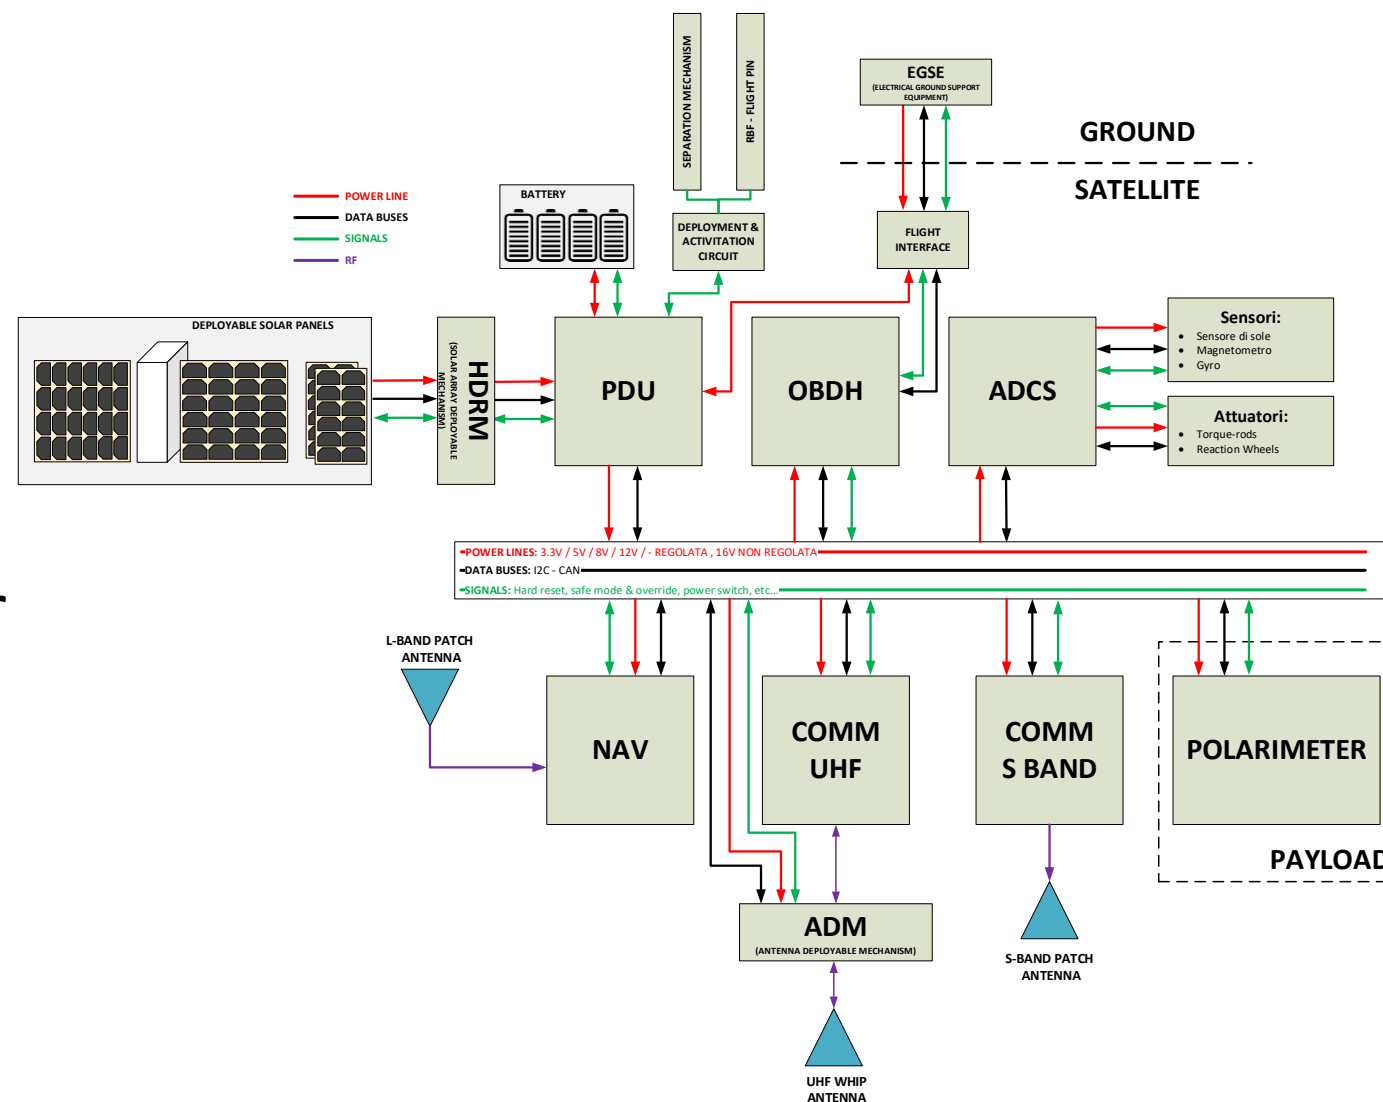 SEPARATION MECHANISM
RBF - FLIGHT PIN
EGSE
(ELECTRICAL GROUND SUPPORT
EQUIPMENT)
GROUND
SATELLITE
POWER LINE
DATA BUSES
SIGNALS
RF
BATTERY
DEPLOYMENT &
ACTIVITATION
CIRCUIT
FLIGHT
INTERFACE
DEPLOYABLE SOLAR PANELS
HDRM
(SOLAR ARRAY DEPLOYABLE
MECHANISM)
PDU
OBDH
ADCS
Sensori:
• Sensore di sole
• Magnetometro
• Gyro
Attuatori:
• Torque-rods
• Reaction Wheels
POWER LINES: 3.3V / 5V / 8V / 12V / - REGOLATA , 16V NON REGOLATA
DATA BUSES: I2C - CAN
SIGNALS: Hard reset, safe mode & override, power switch, etc...
L-BAND PATCH
ANTENNA
NAV
COMM
UHF
COMM
S BAND
POLARIMETER
PAYLOAD
ADM
(ANTENNA DEPLOYABLE MECHANISM)
S-BAND PATCH
ANTENNA
UHF WHIP
ANTENNA